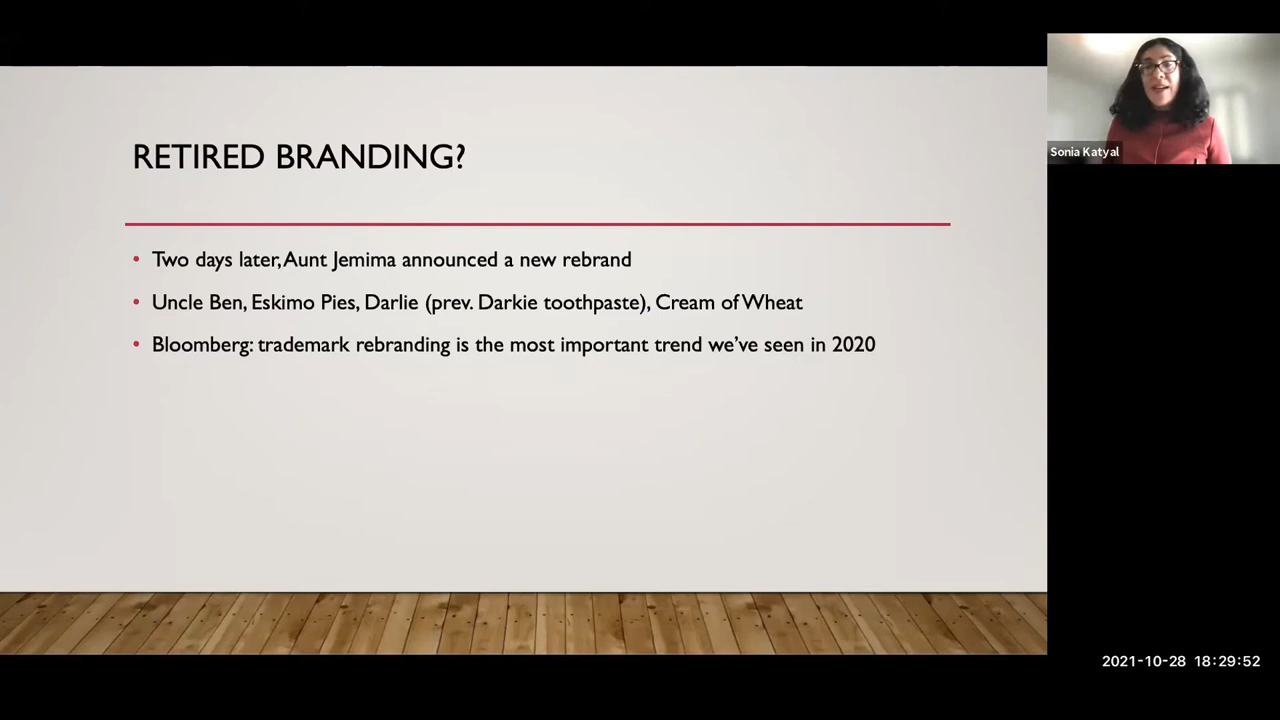 RETIRED BRANDING?
• Two days later, Aunt Jemima announced a new rebrand
• Uncle Ben, Eskimo Pies, Darlie (prev. Darkie toothpaste), Cream of Wheat
• Bloomberg: trademark rebranding is the most important trend we've seen in 2020
Sonia Katyal
2021-10-28 18:29:52